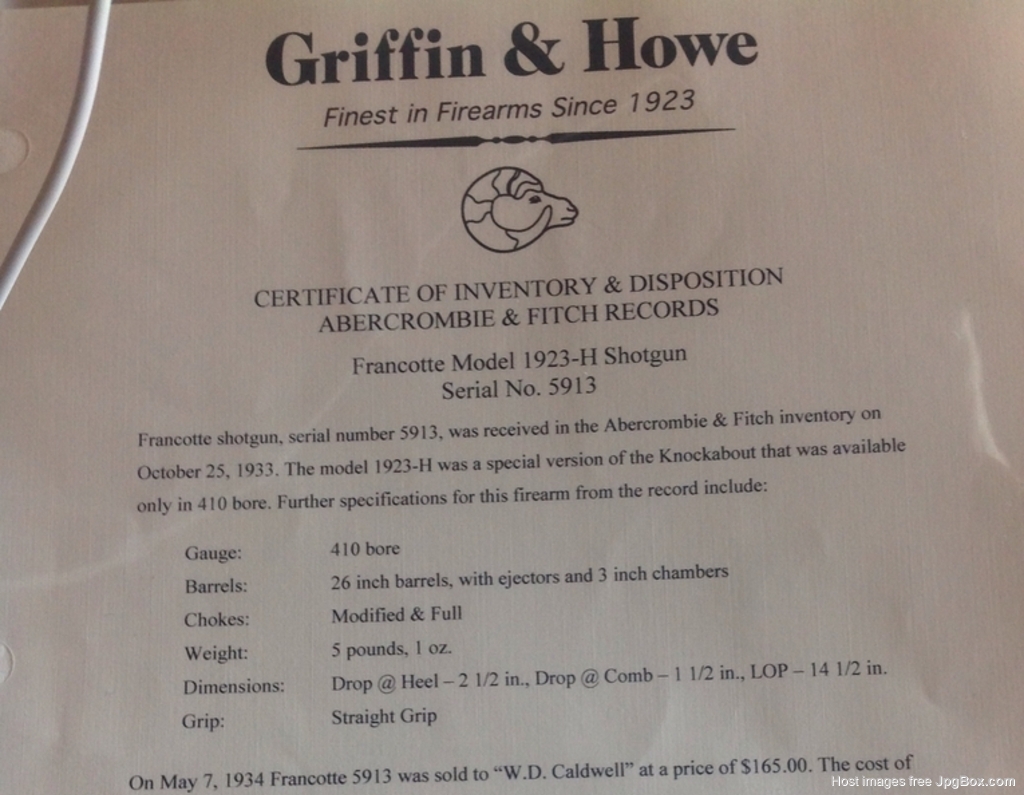 Griffin & Howe
Finest in Firearms Since 1923
CERTIFICATE OF INVENTORY & DISPOSITION
ABERCROMBIE & FITCH RECORDS
Francotte Model 1923-H Shotgun
Serial No. 5913
Francotte shotgun, serial number 5913, was received in the Abercrombie & Fitch inventory on
October 25, 1933. The model 1923-H was a special version of the Knockabout that was available
only in 410 bore. Further specifications for this firearm from the record include:
Gauge: 410 bore
Barrels: 26 inch barrels, with ejectors and 3 inch chambers
Chokes: Modified & Full
Weight: 5 pounds, 1 oz.
Dimensions: Drop @ Heel – 2 1/2 in., Drop @ Comb – 1 1/2 in., LOP – 14 1/2 in.
Grip: Straight Grip
On May 7, 1934 Francotte 5913 was sold to “W.D. Caldwell” at a price of $165.00. The cost of
Host images free JpgBox.com